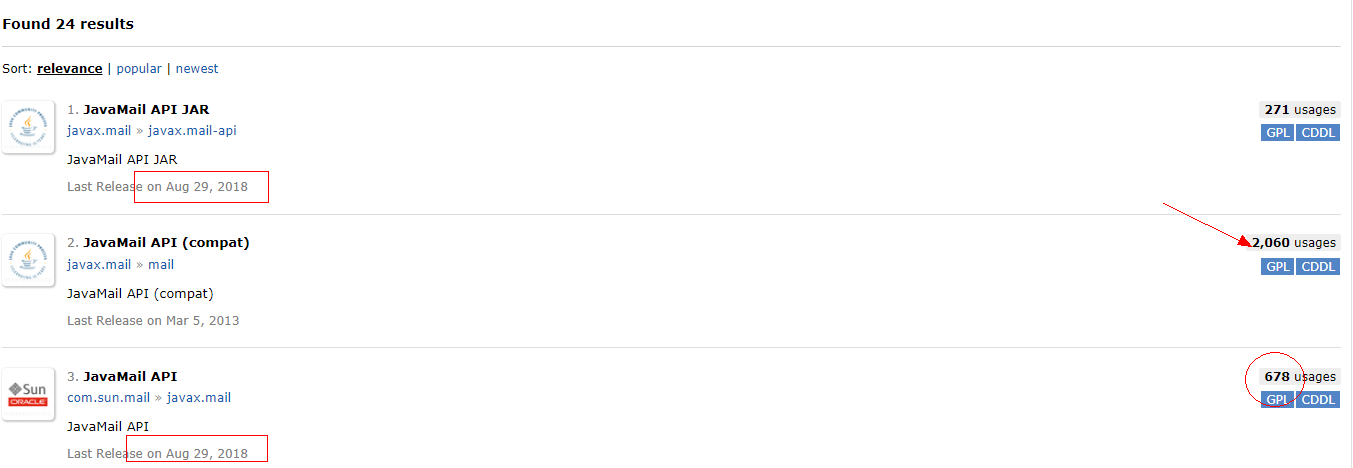 Found 24 results
Sort: relevance | popular | newest
1. JavaMail API JAR
271 usages
javax.mail » javax.mail-api
GPL CDDL
JavaMail API JAR
Last Release on Aug 29, 2018
2. JavaMail API (compat)
2,060 usages
javax.mail » mail
GPL CDDL
JavaMail API (compat)
Last Release on Mar 5, 2013
3. JavaMail API
678 usages
Sun
ORACLE
com.sun.mail » javax.mail
GPL CDDL
JavaMail API
Last Release on Aug 29, 2018